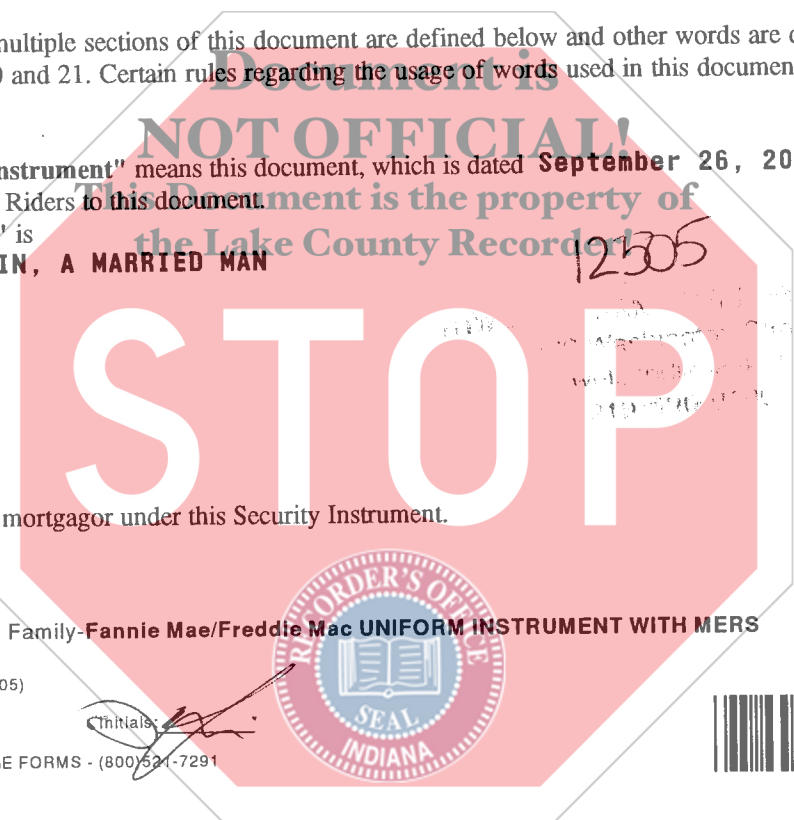 multiple sections of this document are defined below and other words are
and 21. Certain rules regarding the usage of words used in this documen
Document is
NOT OFFICIAL!
nstrument" means this document, which is dated September 26, 20
This Document is the property of
Riders to this document.
' is
the Lake County Recorder!
IN, A MARRIED MAN
12505
STOP
mortgagor under this Security Instrument.
RECORDER'S OFFICE
SEAL
INDIANA
Family-Fannie Mae/Freddie Mac UNIFORM INSTRUMENT WITH MERS
05)
Initials:
E FORMS - (800)521-7291